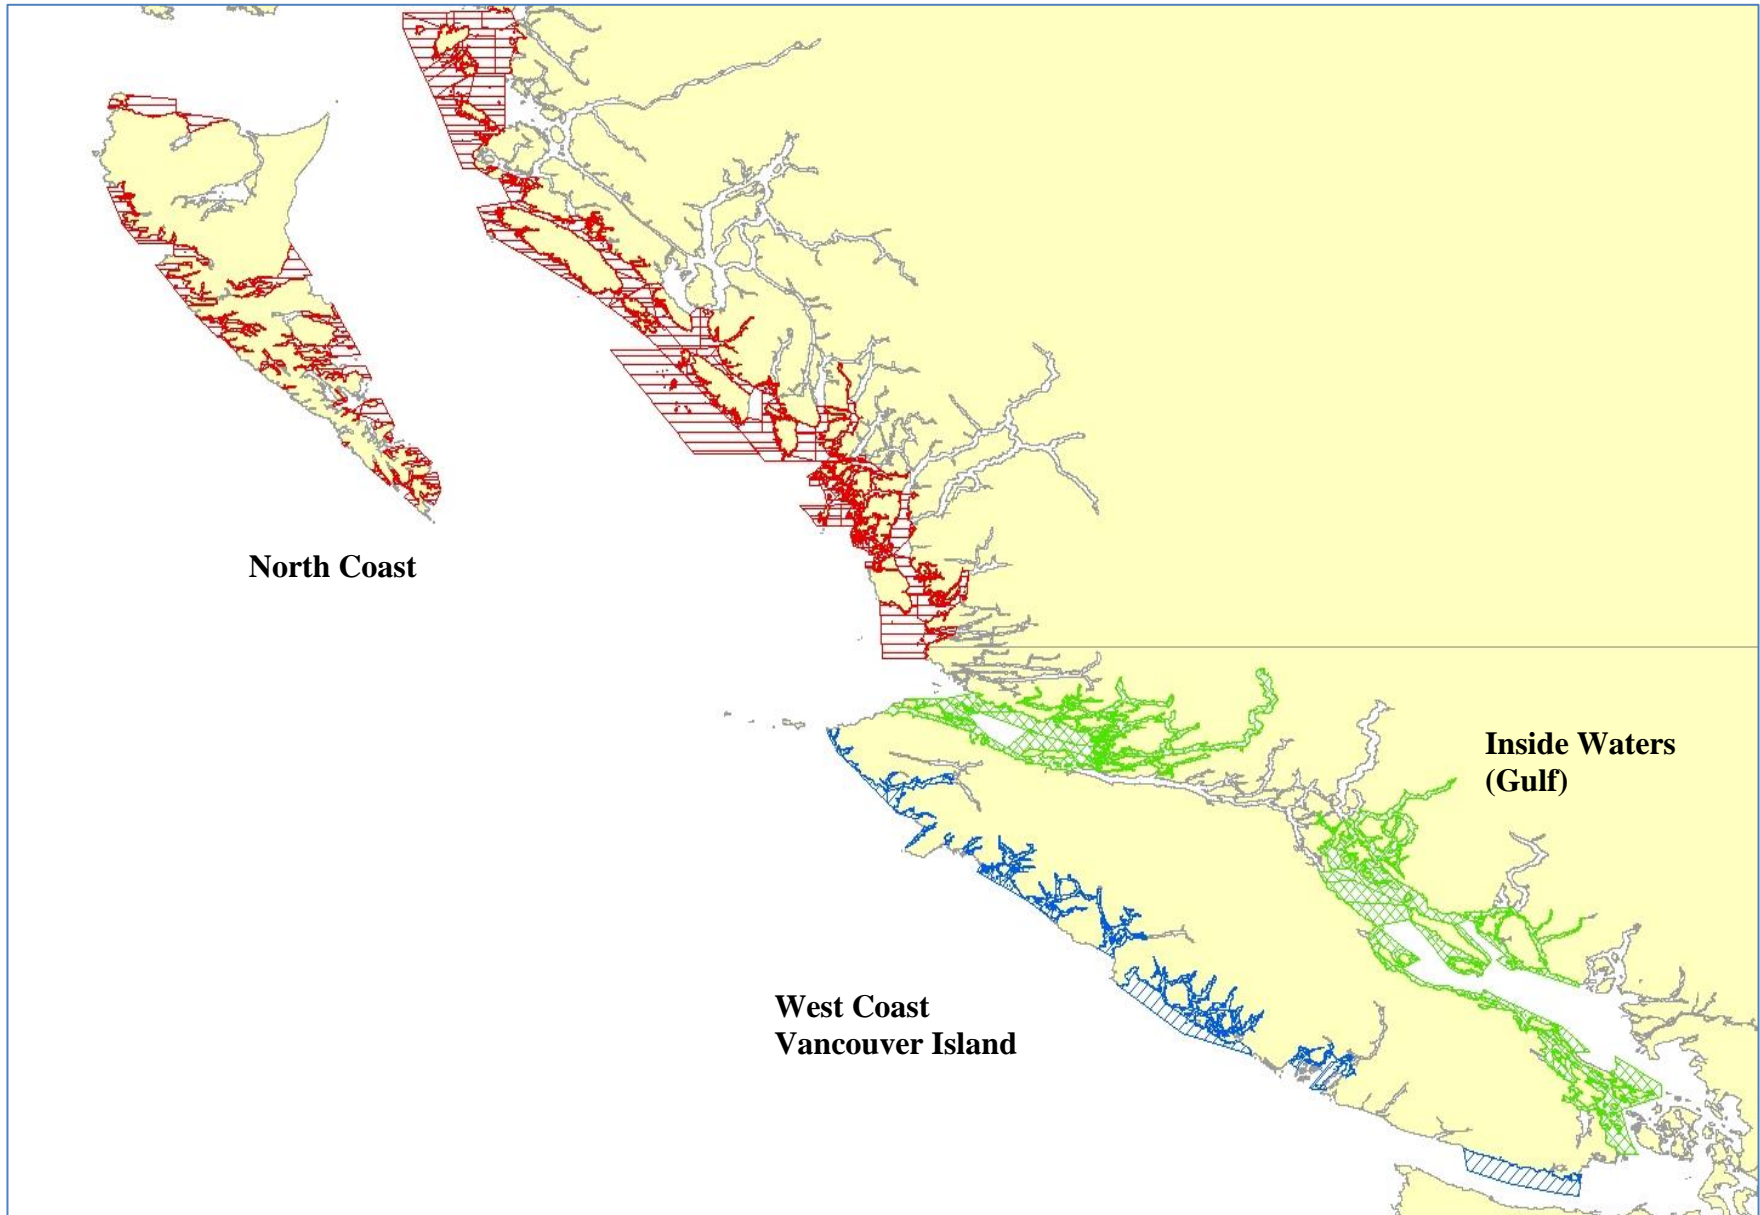 North Coast
Inside Waters
(Gulf)
West Coast
Vancouver Island